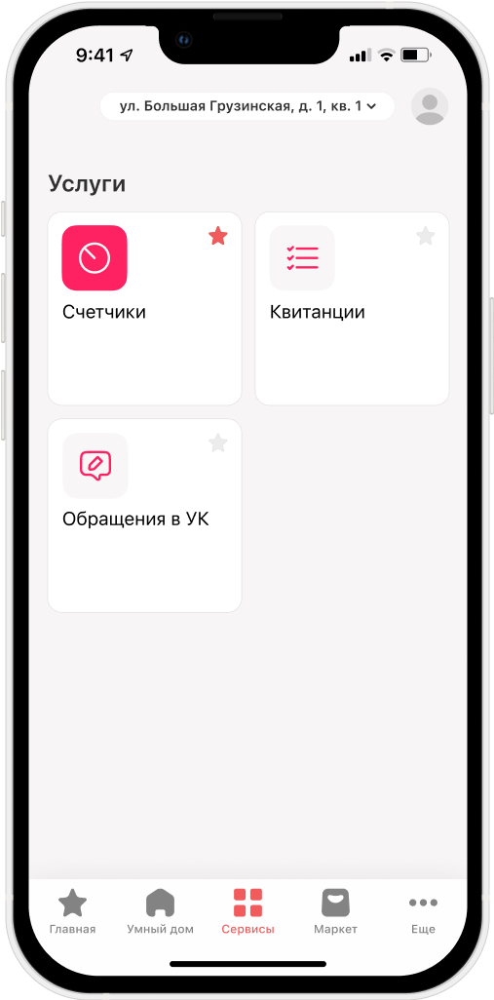 9:41
ул. Большая Грузинская, д. 1, кв. 1
Услуги
Счетчики
Квитанции
Обращения в УК
Главная
Умный дом
Сервисы
Маркет
Еще